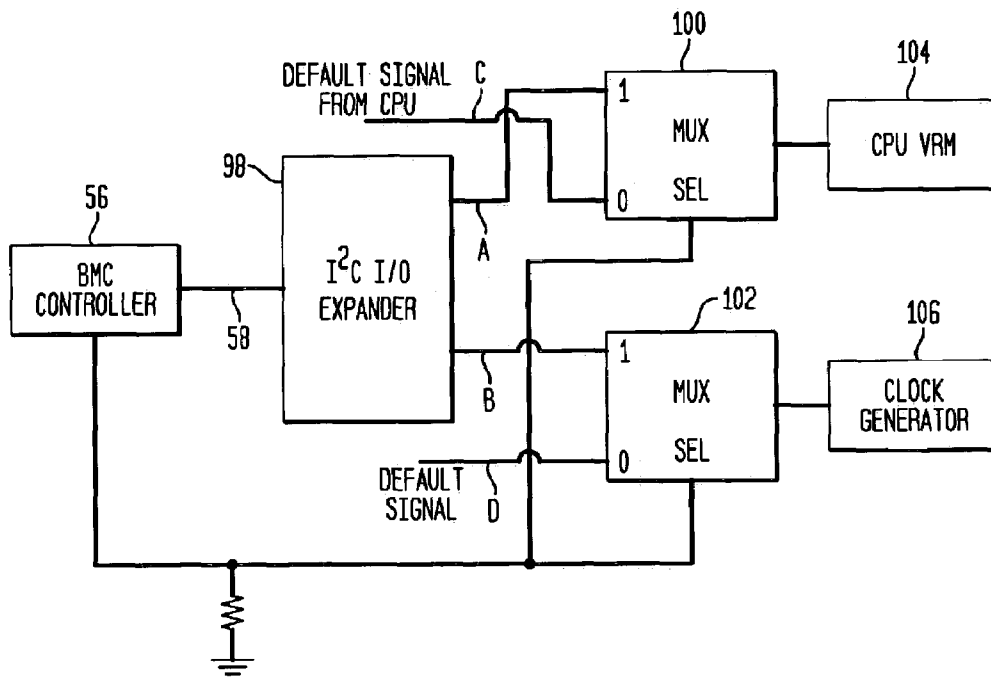 100
104
DEFAULT SIGNAL
FROM CPU
C
1
MUX
0
SEL
CPU VRM
98
56
BMC
CONTROLLER
58
I²C I/O
EXPANDER
A
B
102
106
1
MUX
0
SEL
CLOCK
GENERATOR
DEFAULT
SIGNAL
D